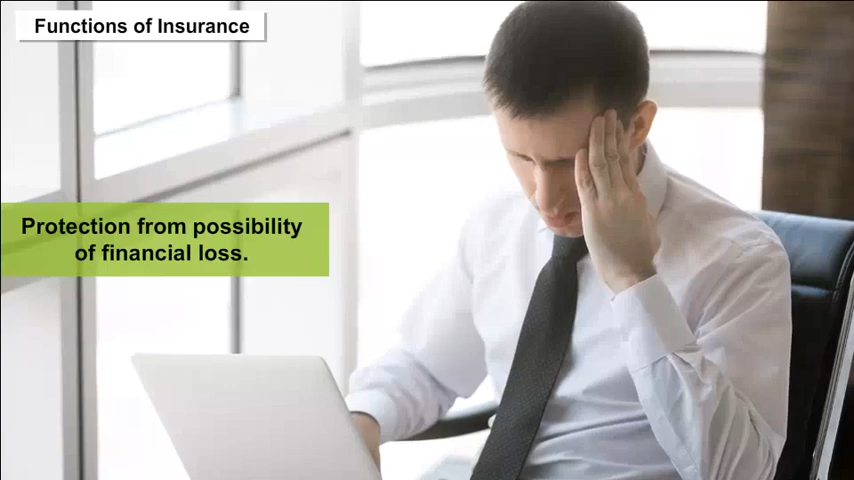 Functions of Insurance
Protection from possibility
of financial loss.